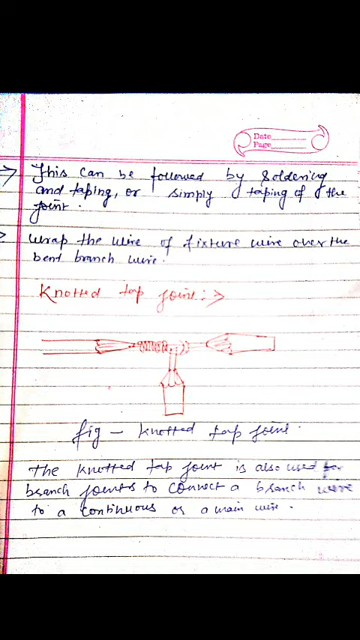 Date
Page
→ This can be followed by soldering
and taping, or simply taping of the
joint.
→ Wrap the wire of fixture wire over the
bent branch wire.
Knotted tap joint :→
fig - Knotted tap joint.
The knotted tap joint is also used for
branch joints to connect a branch wire
to a continuous or a main wire.